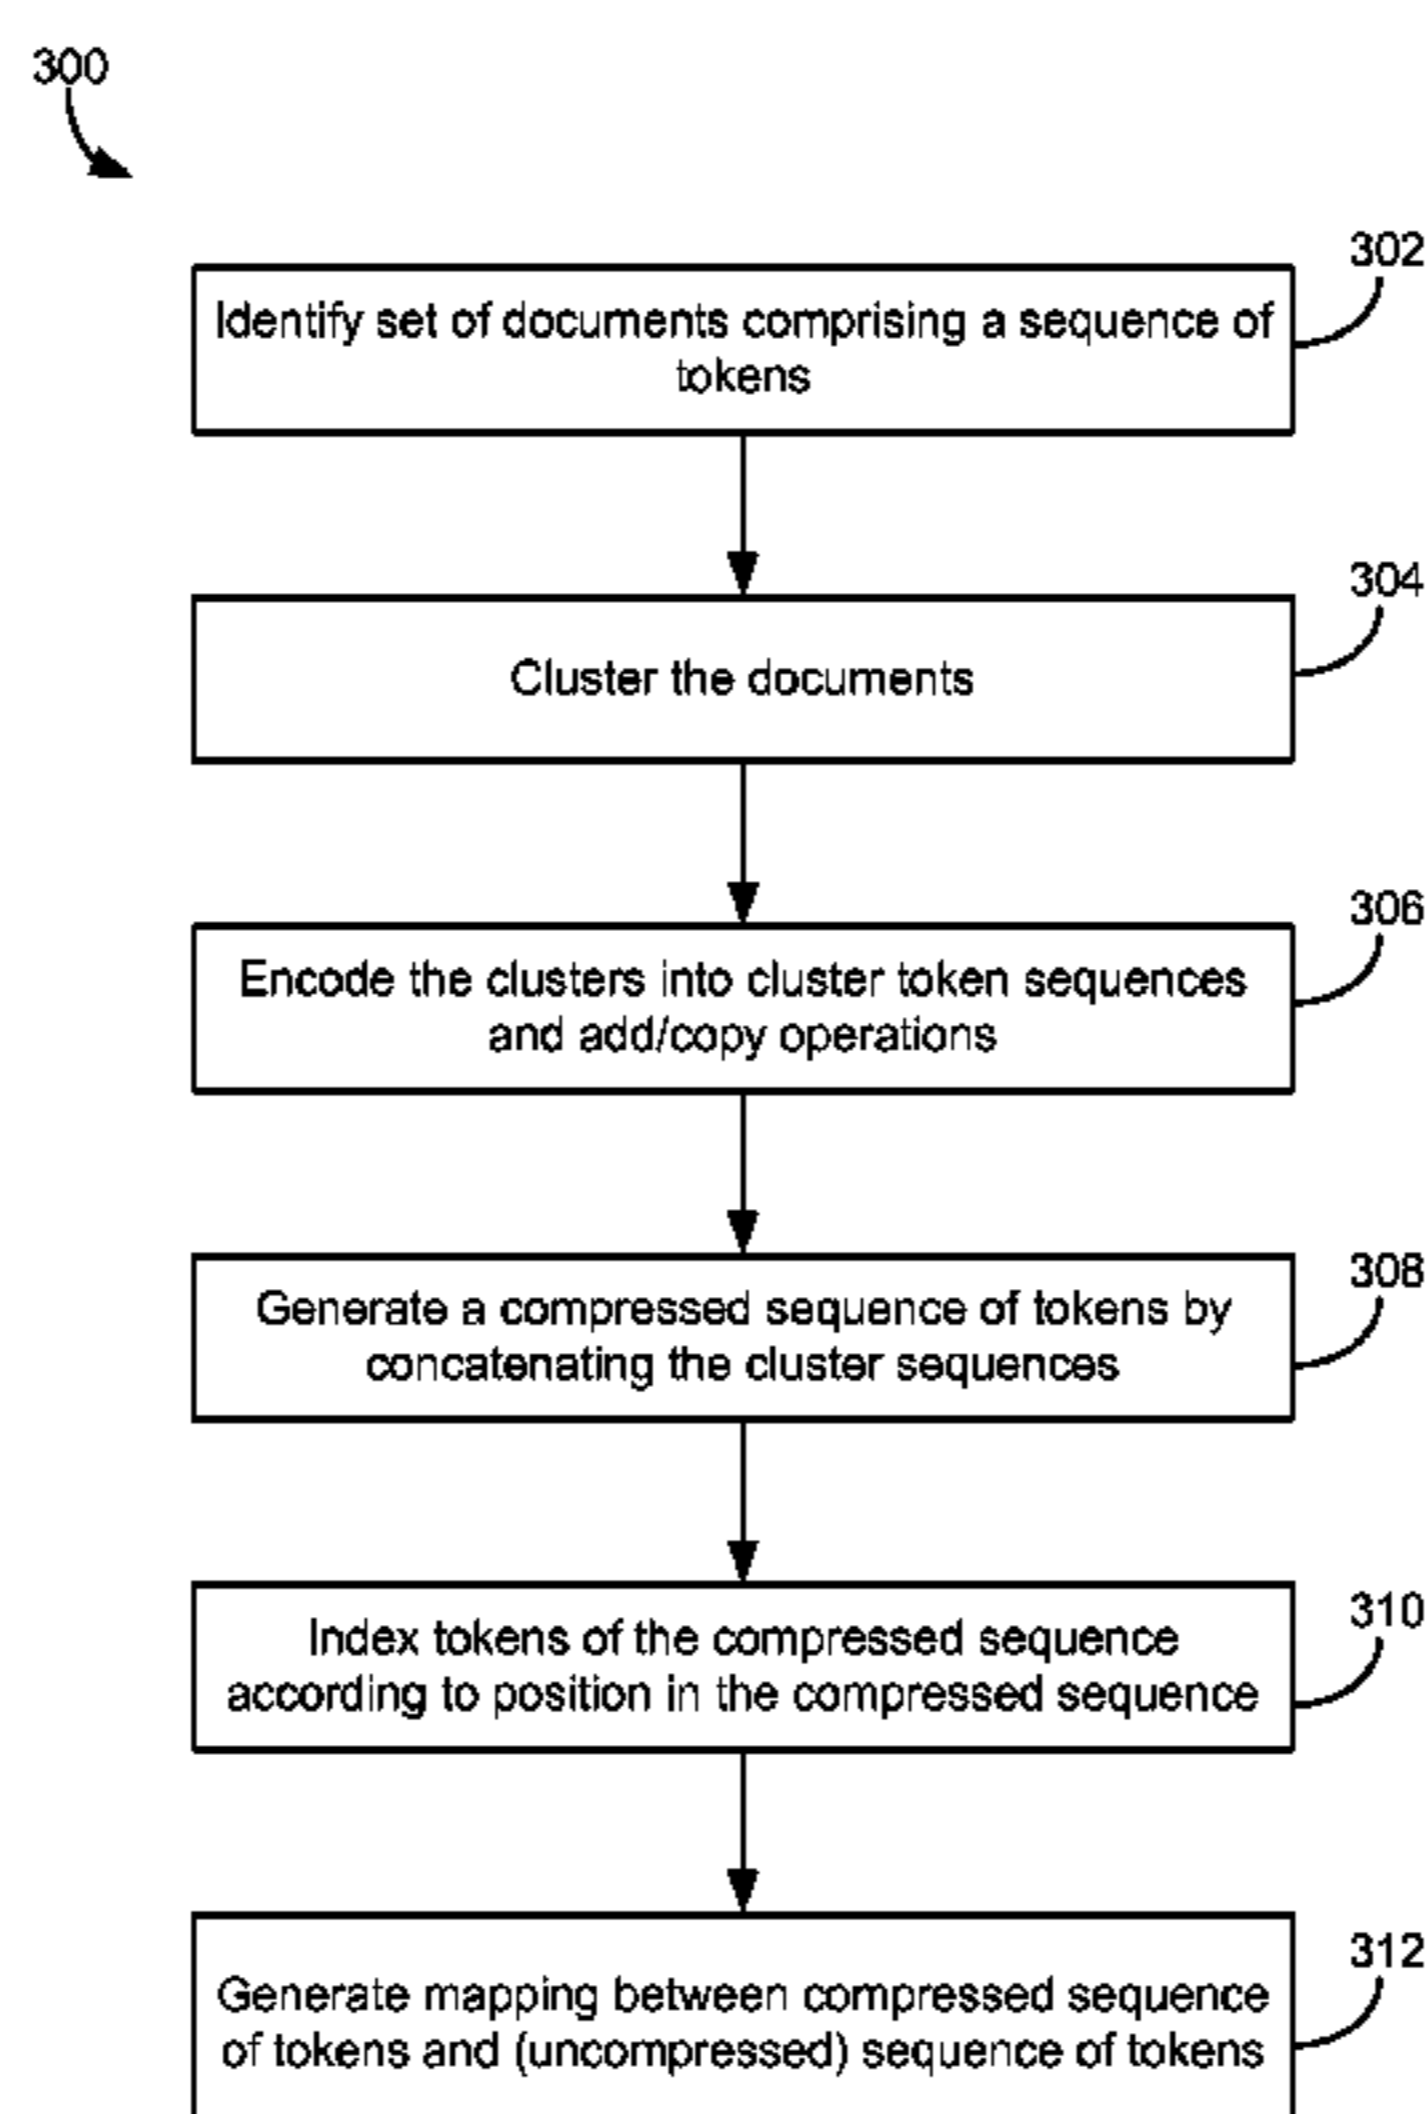 300
302
Identify set of documents comprising a sequence of
tokens
304
Cluster the documents
306
Encode the clusters into cluster token sequences
and add/copy operations
308
Generate a compressed sequence of tokens by
concatenating the cluster sequences
310
Index tokens of the compressed sequence
according to position in the compressed sequence
312
Generate mapping between compressed sequence
of tokens and (uncompressed) sequence of tokens